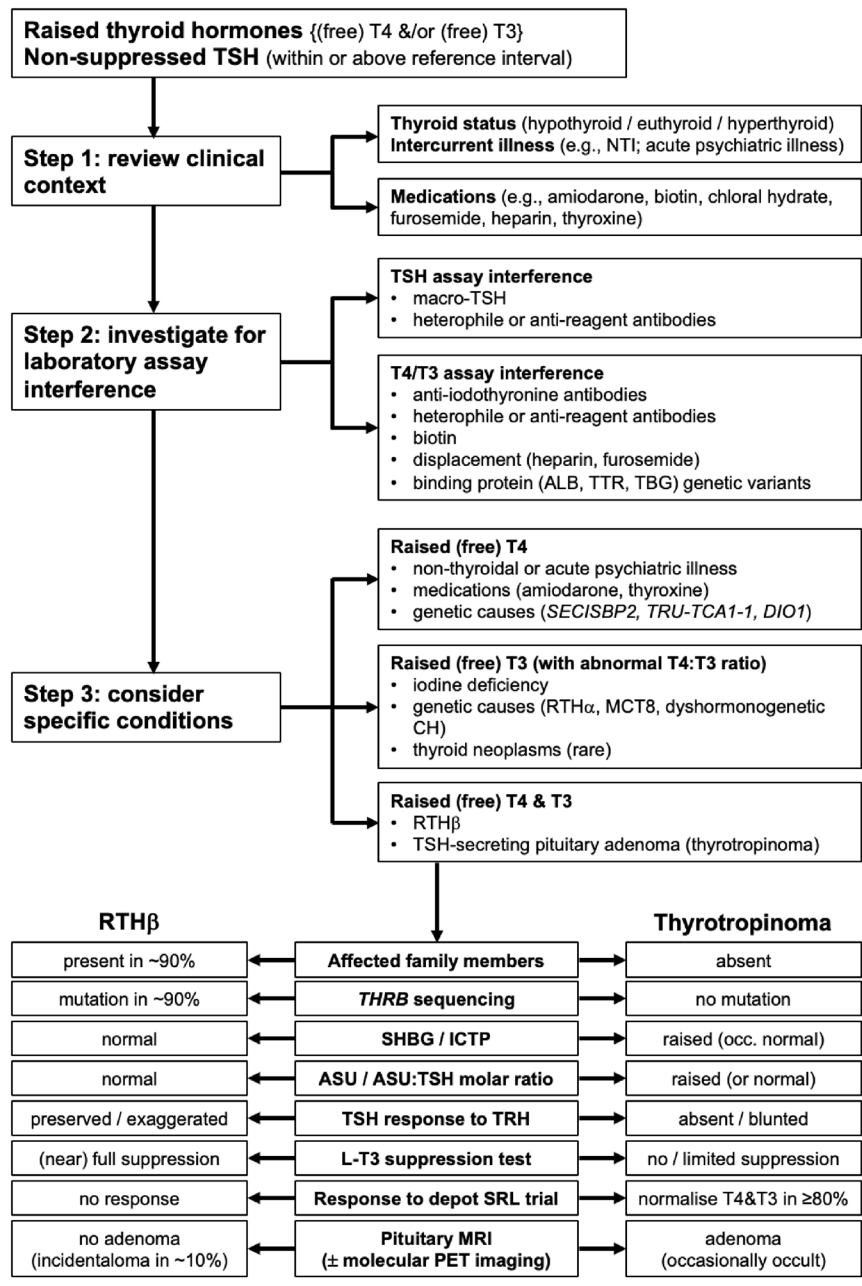 Raised thyroid hormones {(free) T4 &/or (free) T3}
Non-suppressed TSH (within or above reference interval)
Step 1: review clinical
context
Thyroid status (hypothyroid / euthyroid / hyperthyroid)
Intercurrent illness (e.g., NTI; acute psychiatric illness)
Medications (e.g., amiodarone, biotin, chloral hydrate,
furosemide, heparin, thyroxine)
Step 2: investigate for
laboratory assay
interference
TSH assay interference
• macro-TSH
• heterophile or anti-reagent antibodies
T4/T3 assay interference
• anti-iodothyronine antibodies
• heterophile or anti-reagent antibodies
• biotin
• displacement (heparin, furosemide)
• binding protein (ALB, TTR, TBG) genetic variants
Step 3: consider
specific conditions
Raised (free) T4
• non-thyroidal or acute psychiatric illness
• medications (amiodarone, thyroxine)
• genetic causes (SECISBP2, TRU-TCA1-1, DIO1)
Raised (free) T3 (with abnormal T4:T3 ratio)
• iodine deficiency
• genetic causes (RTHα, MCT8, dyshormonogenetic
CH)
• thyroid neoplasms (rare)
Raised (free) T4 & T3
• RTHβ
• TSH-secreting pituitary adenoma (thyrotropinoma)
RTHβ
Thyrotropinoma
present in ~90%
Affected family members
absent
mutation in ~90%
THRB sequencing
no mutation
normal
SHBG / ICTP
raised (occ. normal)
normal
ASU / ASU:TSH molar ratio
raised (or normal)
preserved / exaggerated
TSH response to TRH
absent / blunted
(near) full suppression
L-T3 suppression test
no / limited suppression
no response
Response to depot SRL trial
normalise T4&T3 in ≥80%
no adenoma
(incidentaloma in ~10%)
Pituitary MRI
(± molecular PET imaging)
adenoma
(occasionally occult)